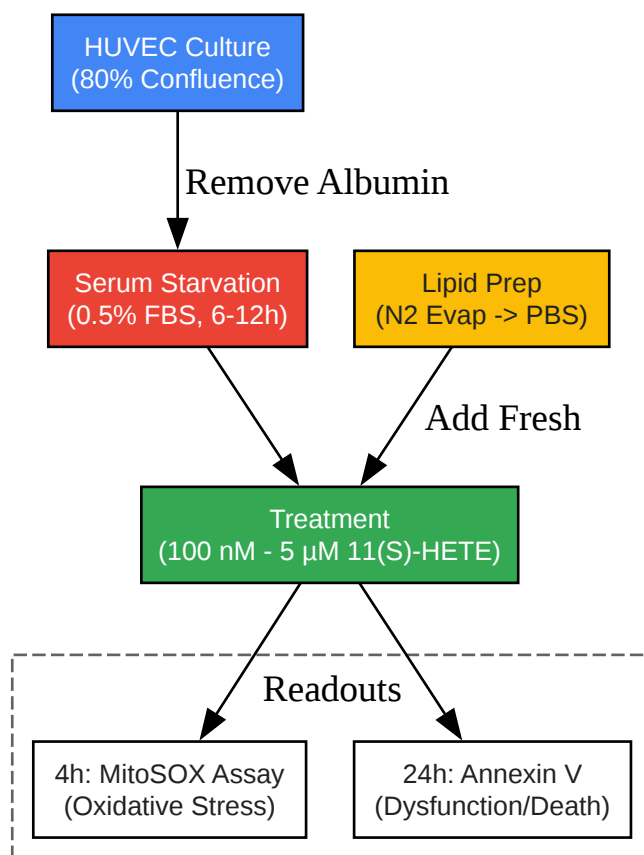 HUVEC Culture
(80% Confluence)
Remove Albumin
Serum Starvation
(0.5% FBS, 6-12h)
Lipid Prep
(N2 Evap -> PBS)
Add Fresh
Treatment
(100 nM - 5 µM 11(S)-HETE)
Readouts
4h: MitoSOX Assay
(Oxidative Stress)
24h: Annexin V
(Dysfunction/Death)